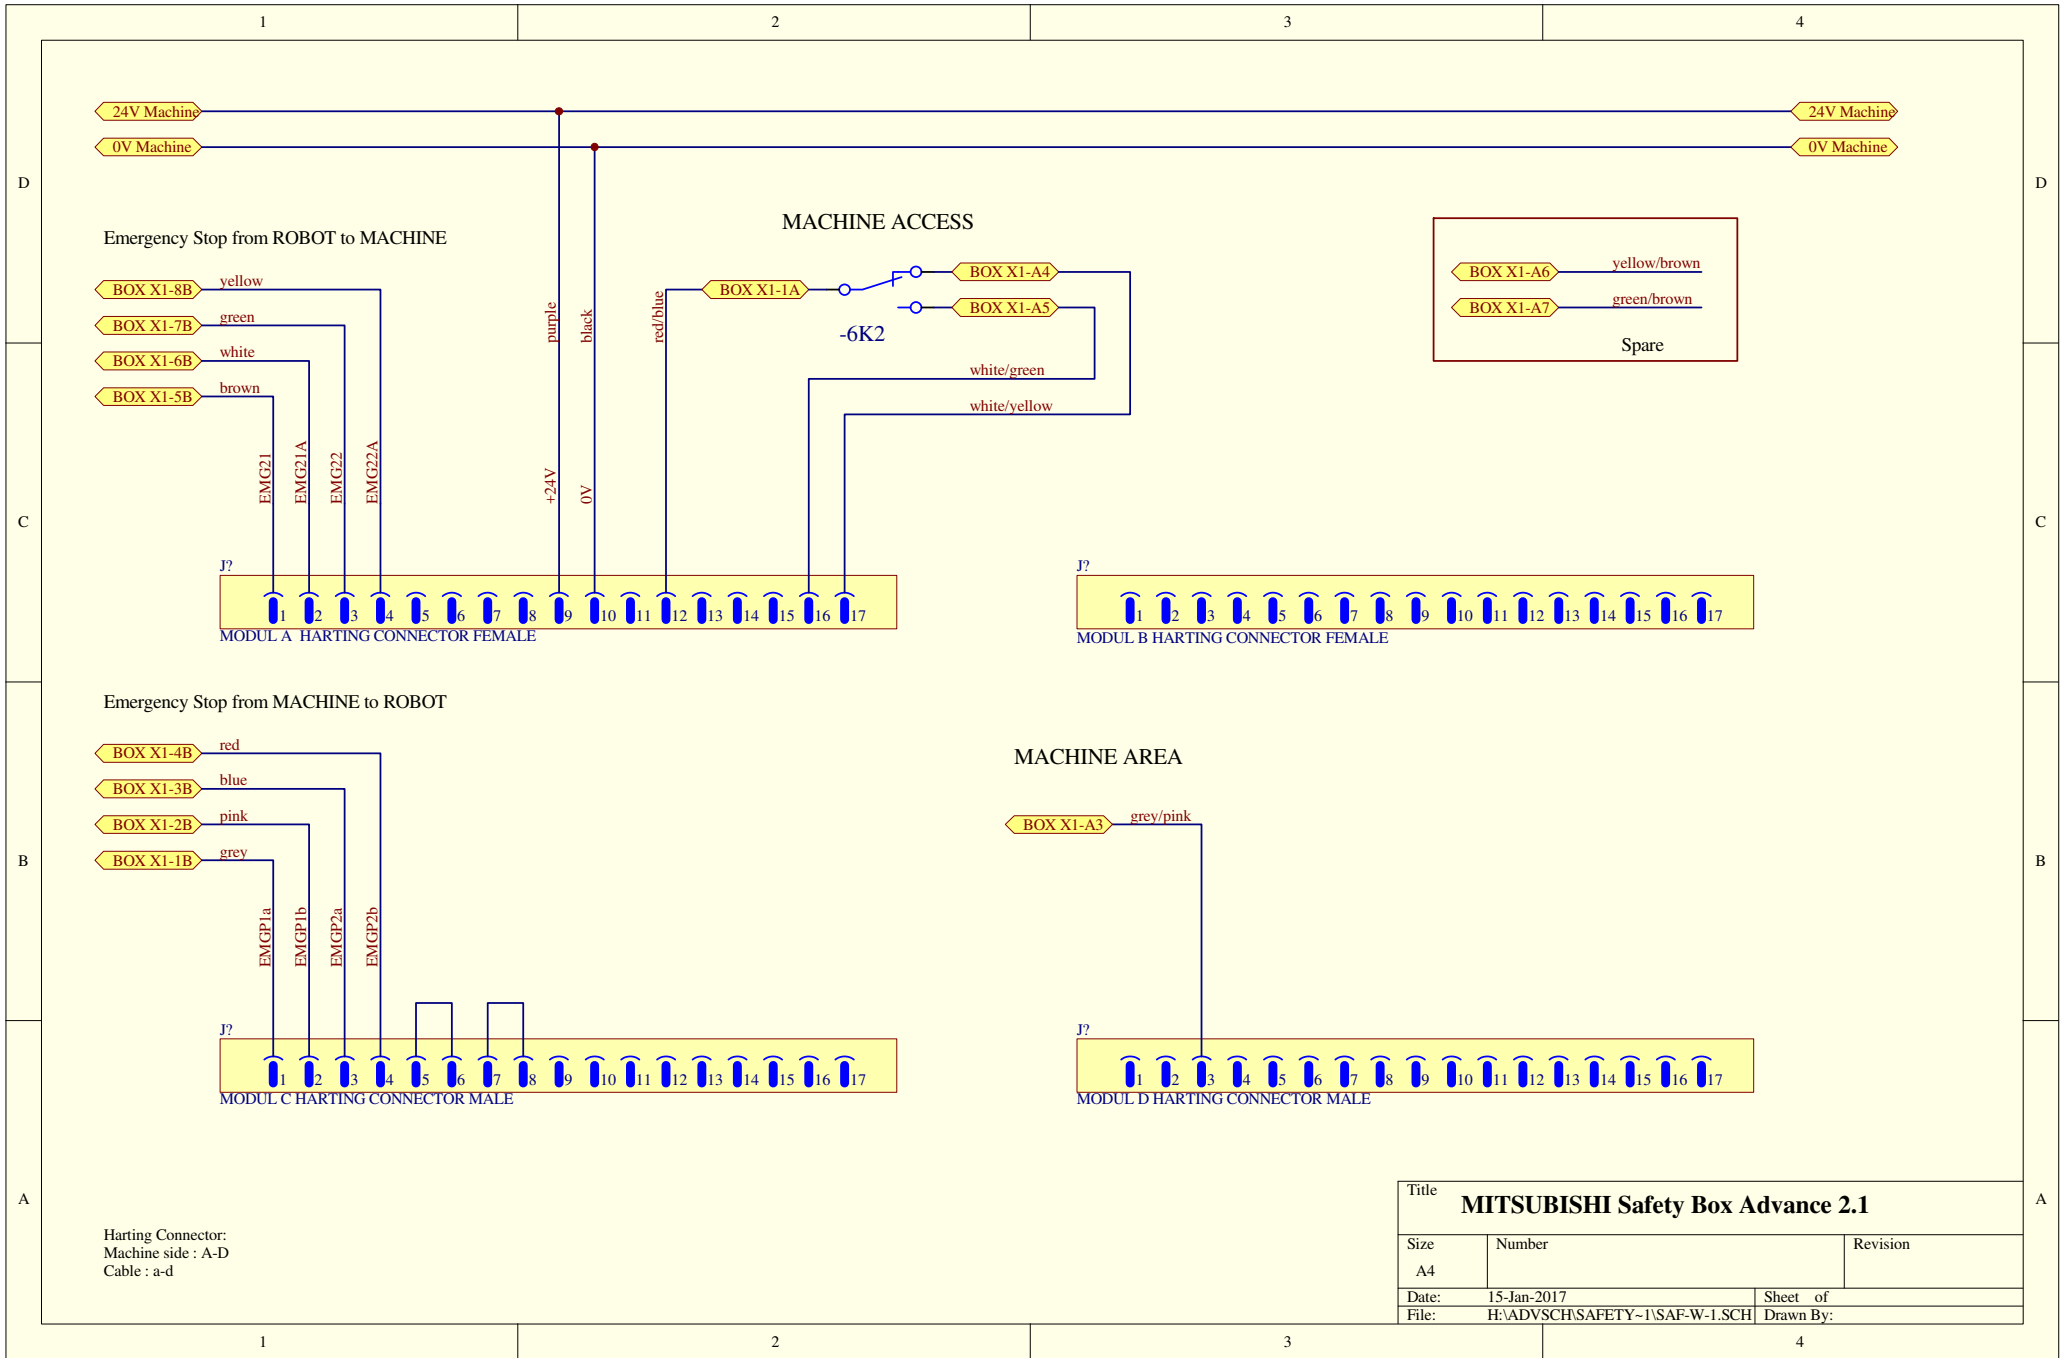 1 2 3 4
24V Machine 24V Machine
0V Machine 0V Machine
D D
MACHINE ACCESS
Emergency Stop from ROBOT to MACHINE
BOX X1-8B yellow
BOX X1-7B green
BOX X1-6B white
BOX X1-5B brown
EMG21
EMG21A
EMG22
EMG22A
purple
+24V
black
0V
red/blue
BOX X1-1A
BOX X1-A4
BOX X1-A5
-6K2
white/green
white/yellow
BOX X1-A6 yellow/brown
BOX X1-A7 green/brown
Spare
C C
J?
1 2 3 4 5 6 7 8 9 10 11 12 13 14 15 16 17
MODUL A HARTING CONNECTOR FEMALE
J?
1 2 3 4 5 6 7 8 9 10 11 12 13 14 15 16 17
MODUL B HARTING CONNECTOR FEMALE
Emergency Stop from MACHINE to ROBOT
BOX X1-4B red
BOX X1-3B blue
BOX X1-2B pink
BOX X1-1B grey
EMGP1a
EMGP1b
EMGP2a
EMGP2b
MACHINE AREA
BOX X1-A3 grey/pink
B B
J?
1 2 3 4 5 6 7 8 9 10 11 12 13 14 15 16 17
MODUL C HARTING CONNECTOR MALE
J?
1 2 3 4 5 6 7 8 9 10 11 12 13 14 15 16 17
MODUL D HARTING CONNECTOR MALE
A A
Harting Connector:
Machine side : A-D
Cable : a-d
Title MITSUBISHI Safety Box Advance 2.1
Size Number Revision
A4
Date: 15-Jan-2017 Sheet of
File: H:\ADVSCH\SAFETY~1\SAF-W-1.SCH Drawn By:
1 2 3 4